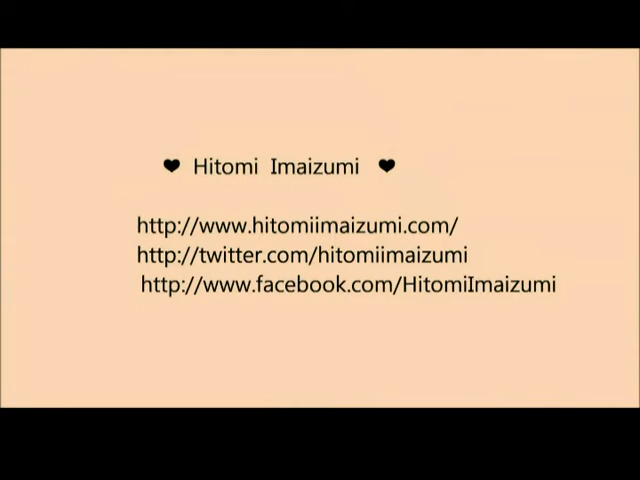 ♥ Hitomi Imaizumi ♥
http://www.hitomiimaizumi.com/
http://twitter.com/hitomiimaizumi
http://www.facebook.com/HitomiImaizumi